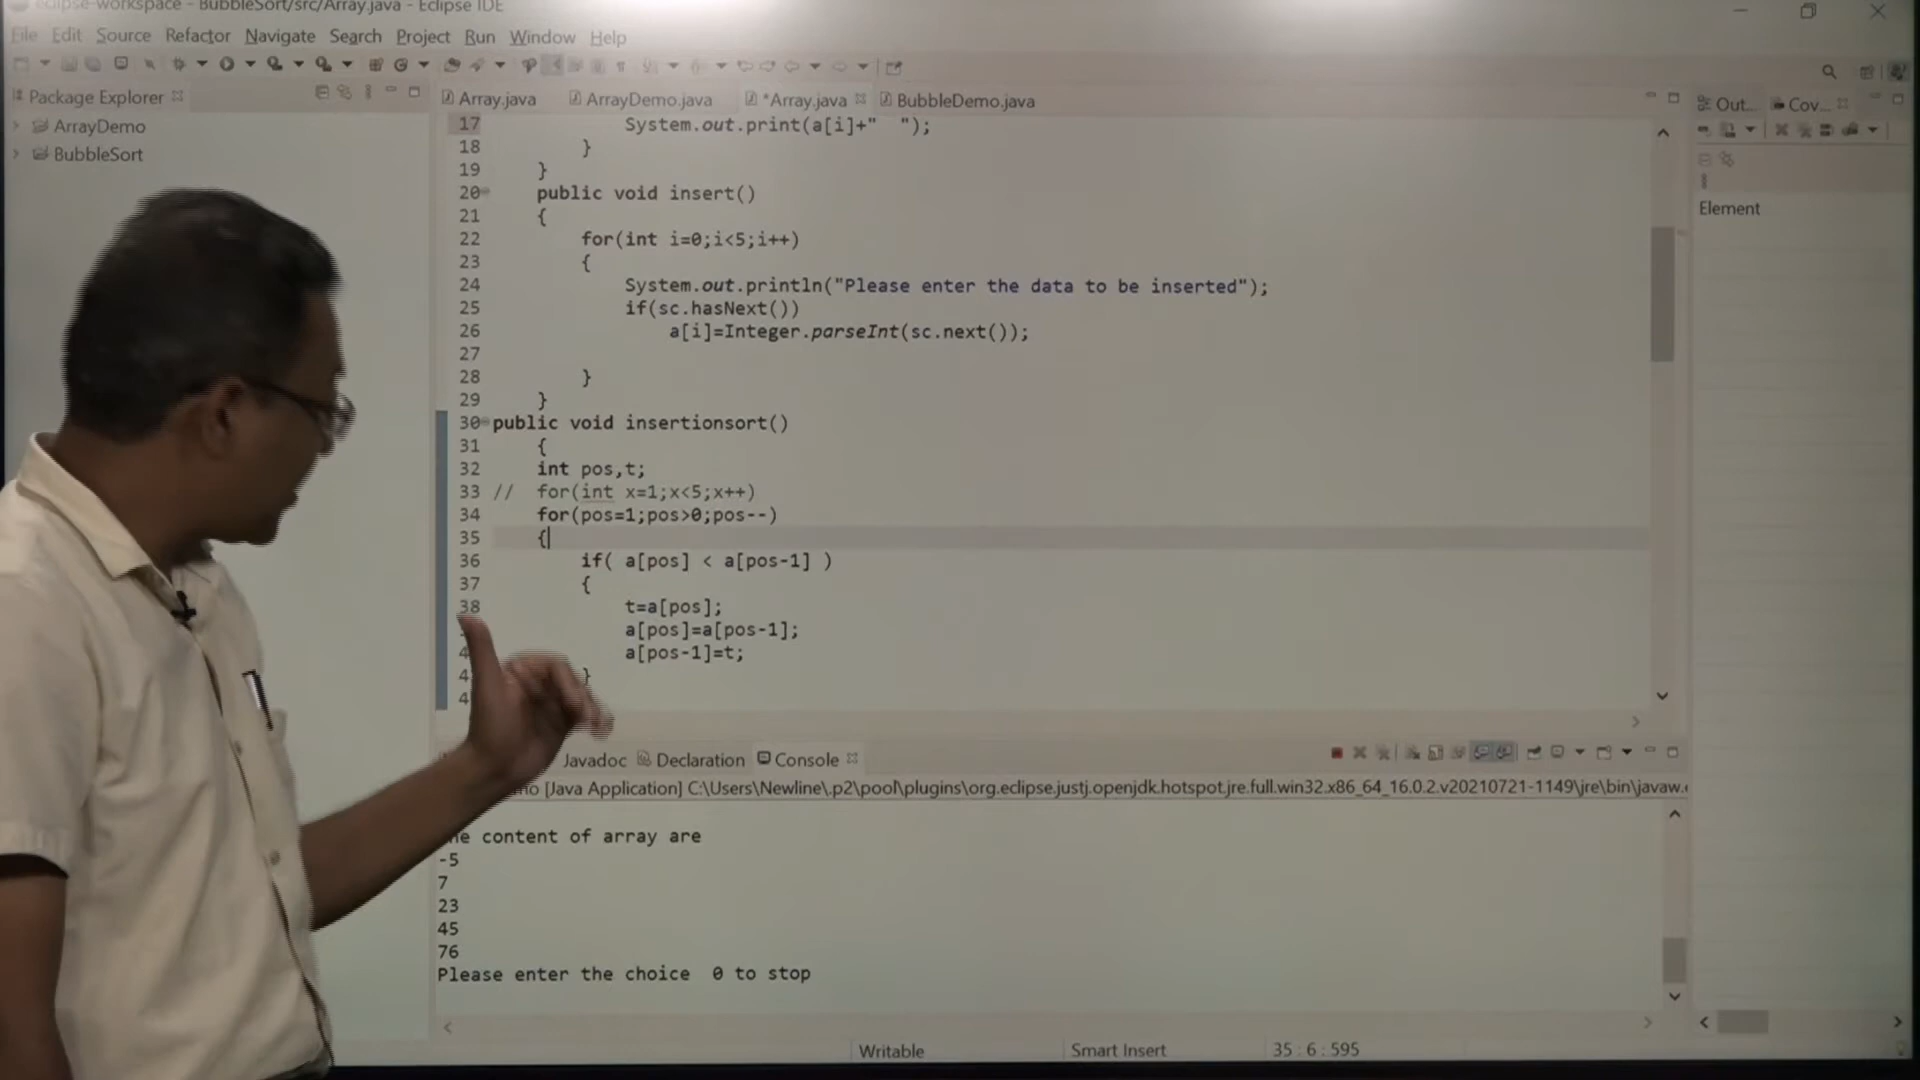 eclipse-workspace - BubbleSort/src/Array.java - Eclipse IDE
File Edit Source Refactor Navigate Search Project Run Window Help
Package Explorer
ArrayDemo
BubbleSort
Array.java ArrayDemo.java *Array.java BubbleDemo.java
17 System.out.print(a[i]+"  ");
18 }
19 }
20 public void insert()
21 {
22 for(int i=0;i<5;i++)
23 {
24 System.out.println("Please enter the data to be inserted");
25 if(sc.hasNext())
26 a[i]=Integer.parseInt(sc.next());
27
28 }
29 }
30 public void insertionsort()
31 {
32 int pos,t;
33 // for(int x=1;x<5;x++)
34 for(pos=1;pos>0;pos--)
35 {
36 if( a[pos] < a[pos-1] )
37 {
38 t=a[pos];
a[pos]=a[pos-1];
4 a[pos-1]=t;
4 }
4
Out... Cov...
Element
Javadoc Declaration Console
[Java Application] C:\Users\Newline\.p2\pool\plugins\org.eclipse.justj.openjdk.hotspot.jre.full.win32.x86_64_16.0.2.v20210721-1149\jre\bin\javaw.
content of array are
-5
7
23
45
76
Please enter the choice  0 to stop
Writable Smart Insert 35 : 6 : 595